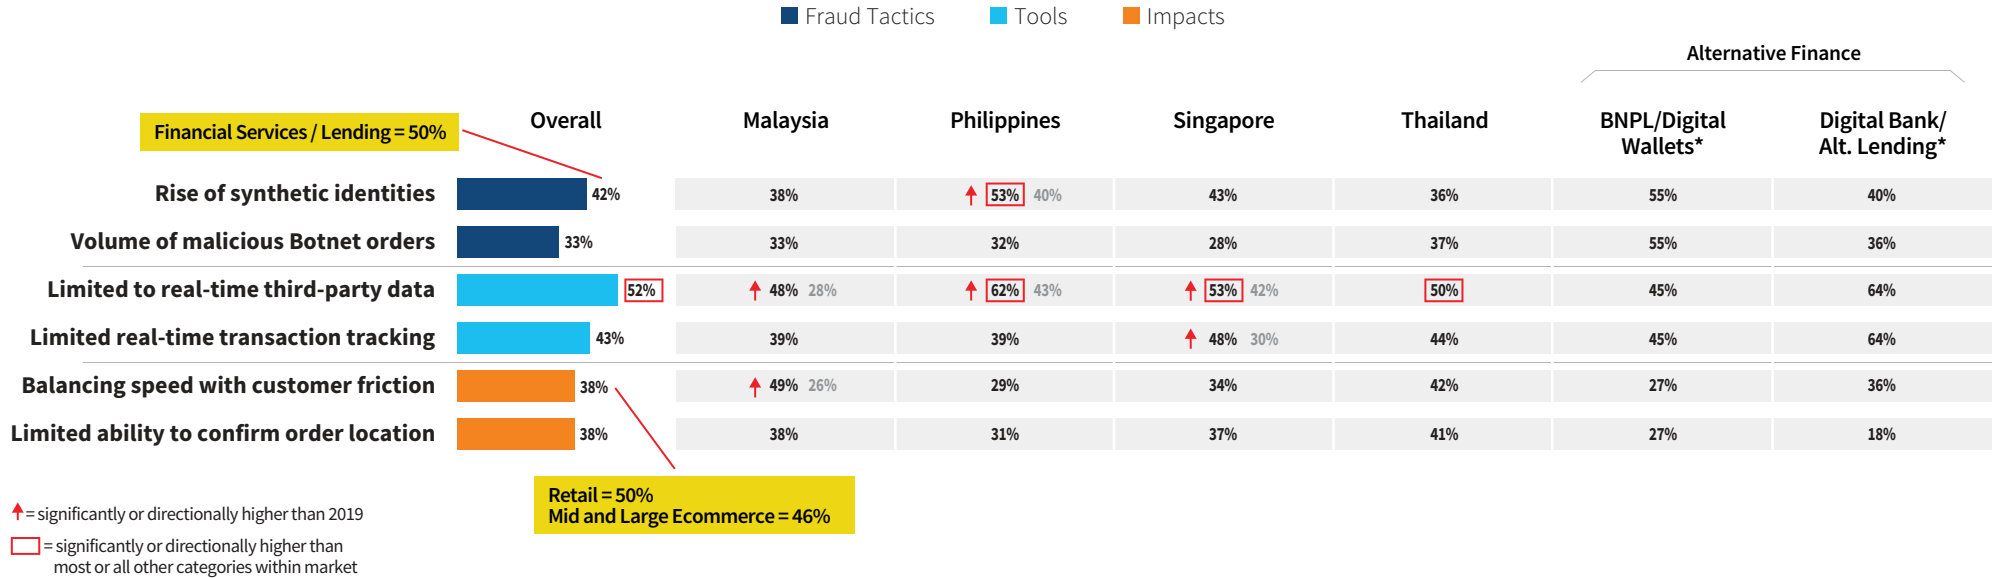 Fraud Tactics Tools Impacts
Alternative Finance
Overall Malaysia Philippines Singapore Thailand BNPL/Digital Wallets* Digital Bank/ Alt. Lending*
Financial Services / Lending = 50%
Rise of synthetic identities 42% 38% 53% 40% 43% 36% 55% 40%
Volume of malicious Botnet orders 33% 33% 32% 28% 37% 55% 36%
Limited to real-time third-party data 52% 48% 28% 62% 43% 53% 42% 50% 45% 64%
Limited real-time transaction tracking 43% 39% 39% 48% 30% 44% 45% 64%
Balancing speed with customer friction 38% 49% 26% 29% 34% 42% 27% 36%
Limited ability to confirm order location 38% 38% 31% 37% 41% 27% 18%
Retail = 50%
Mid and Large Ecommerce = 46%
= significantly or directionally higher than 2019
= significantly or directionally higher than
most or all other categories within market